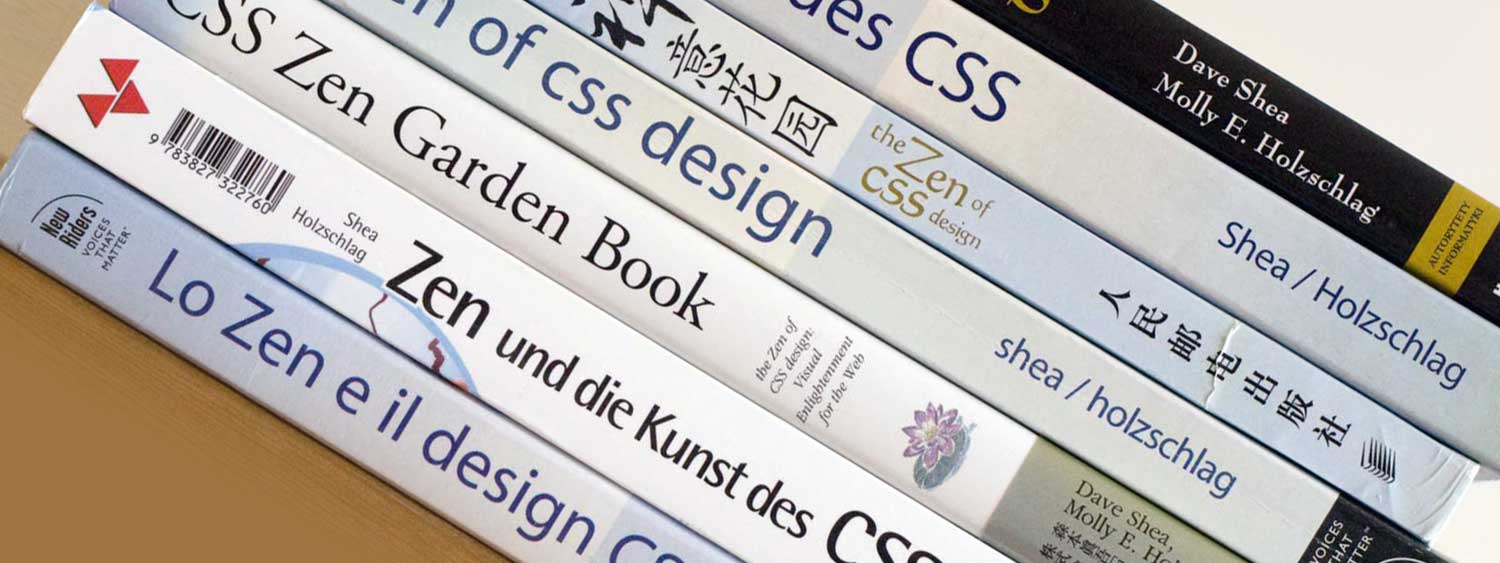 Dave Shea
Molly E. Holzschlag
AUTORYTETY
INFORMATYKI
des CSS
Shea / Holzschlag
意花园
the Zen of
CSS design
人民邮电出版社
of css design
shea / holzschlag
VOICES
THAT
MATTER™
CSS Zen Garden Book
the Zen of
CSS design:
Visual
Enlightenment
for the Web
Dave Shea,
Molly E.
9 783827 322760
Shea
Holzschlag
Zen und die Kunst des CSS
New
Riders
VOICES
THAT
MATTER™
Lo Zen e il design